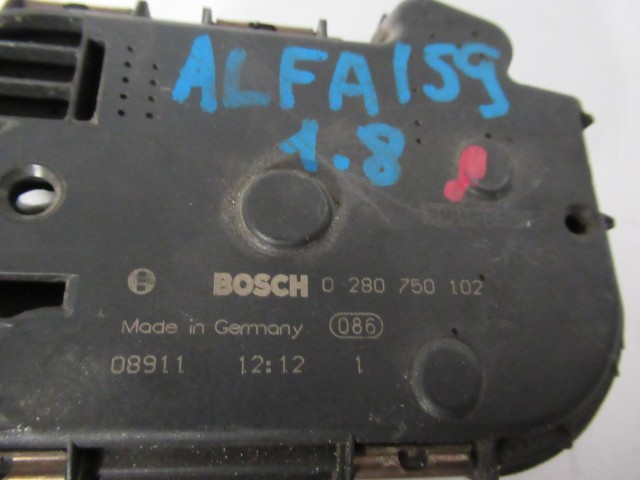 ALFA159
1.8
BOSCH 0 280 750 102
Made in Germany 086
08911 12:12 1